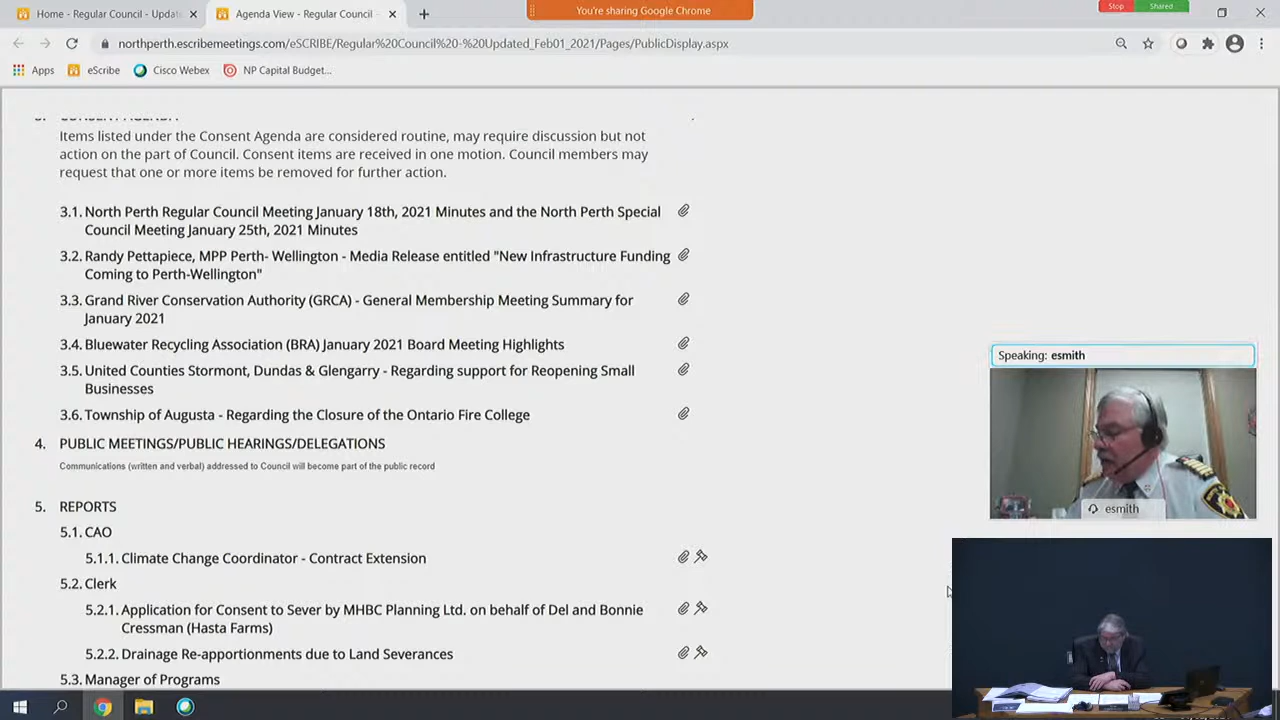 Home - Regular Council - Updat
Agenda View - Regular Council -
You're sharing Google Chrome
Stop
Shared
northperth.escribemeetings.com/eSCRIBE/Regular%20Council%20-%20Updated_Feb01_2021/Pages/PublicDisplay.aspx
Apps
eScribe
Cisco Webex
NP Capital Budget...
Items listed under the Consent Agenda are considered routine, may require discussion but not
action on the part of Council. Consent items are received in one motion. Council members may
request that one or more items be removed for further action.
3.1. North Perth Regular Council Meeting January 18th, 2021 Minutes and the North Perth Special
Council Meeting January 25th, 2021 Minutes
3.2. Randy Pettapiece, MPP Perth- Wellington - Media Release entitled "New Infrastructure Funding
Coming to Perth-Wellington"
3.3. Grand River Conservation Authority (GRCA) - General Membership Meeting Summary for
January 2021
3.4. Bluewater Recycling Association (BRA) January 2021 Board Meeting Highlights
3.5. United Counties Stormont, Dundas & Glengarry - Regarding support for Reopening Small
Businesses
3.6. Township of Augusta - Regarding the Closure of the Ontario Fire College
4. PUBLIC MEETINGS/PUBLIC HEARINGS/DELEGATIONS
Communications (written and verbal) addressed to Council will become part of the public record
5. REPORTS
5.1. CAO
5.1.1. Climate Change Coordinator - Contract Extension
5.2. Clerk
5.2.1. Application for Consent to Sever by MHBC Planning Ltd. on behalf of Del and Bonnie
Cressman (Hasta Farms)
5.2.2. Drainage Re-apportionments due to Land Severances
5.3. Manager of Programs
Speaking: esmith
esmith